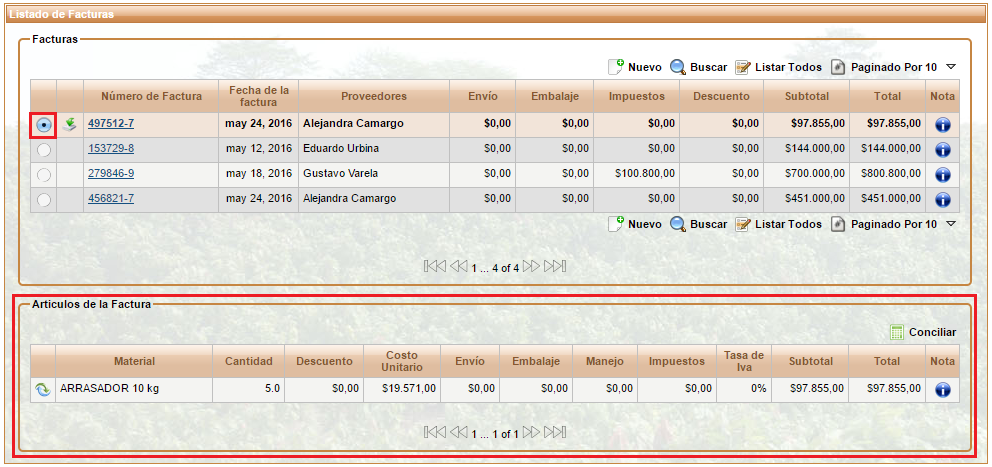 Listado de Facturas
Facturas
Nuevo Buscar Listar Todos Paginado Por 10
Número de Factura Fecha de la factura Proveedores Envío Embalaje Impuestos Descuento Subtotal Total Nota
497512-7 may 24, 2016 Alejandra Camargo $0,00 $0,00 $0,00 $0,00 $97.855,00 $97.855,00
153729-8 may 12, 2016 Eduardo Urbina $0,00 $0,00 $0,00 $0,00 $144.000,00 $144.000,00
279846-9 may 18, 2016 Gustavo Varela $0,00 $0,00 $100.800,00 $0,00 $700.000,00 $800.800,00
456821-7 may 24, 2016 Alejandra Camargo $0,00 $0,00 $0,00 $0,00 $451.000,00 $451.000,00
Nuevo Buscar Listar Todos Paginado Por 10
1 ... 4 of 4
Artículos de la Factura
Conciliar
Material Cantidad Descuento Costo Unitario Envío Embalaje Manejo Impuestos Tasa de Iva Subtotal Total Nota
ARRASADOR 10 kg 5.0 $0,00 $19.571,00 $0,00 $0,00 $0,00 $0,00 0% $97.855,00 $97.855,00
1 ... 1 of 1